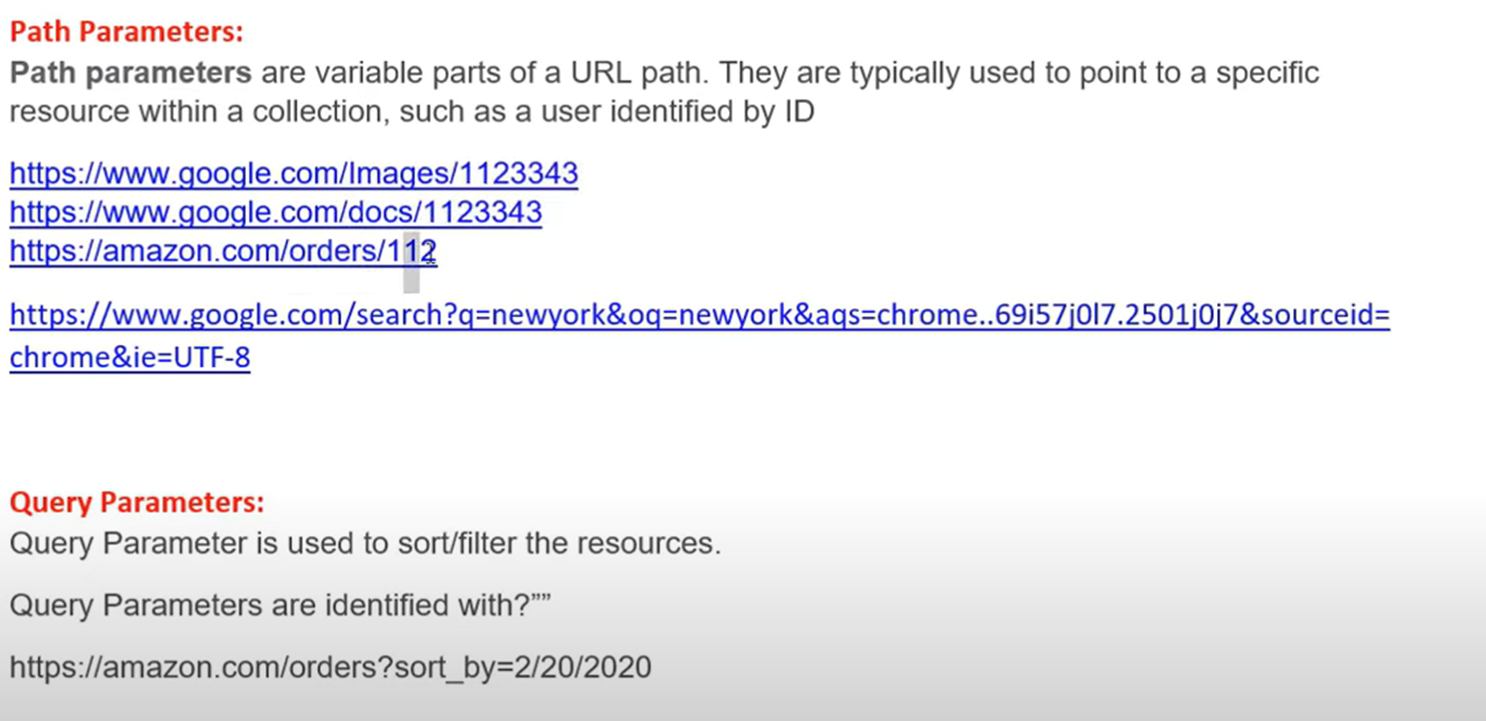 Path Parameters:
Path parameters are variable parts of a URL path. They are typically used to point to a specific
resource within a collection, such as a user identified by ID
https://www.google.com/Images/1123343
https://www.google.com/docs/1123343
https://amazon.com/orders/112
https://www.google.com/search?q=newyork&oq=newyork&aqs=chrome..69i57j0l7.2501j0j7&sourceid=
chrome&ie=UTF-8
Query Parameters:
Query Parameter is used to sort/filter the resources.
Query Parameters are identified with?””
https://amazon.com/orders?sort_by=2/20/2020